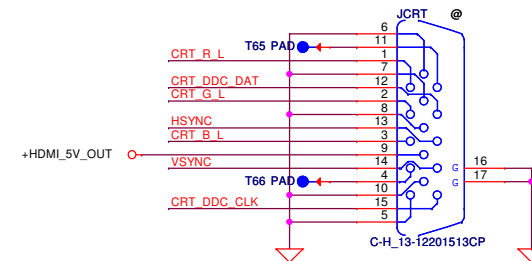 JCRT @
6
T65 PAD 11
CRT_R_L 1
7
CRT_DDC_DAT 12
CRT_G_L 2
8
HSYNC 13
CRT_B_L 3
+HDMI_5V_OUT 9
VSYNC 14
G 16
T66 PAD 4
G 17
10
CRT_DDC_CLK 15
5
C-H_13-12201513CP